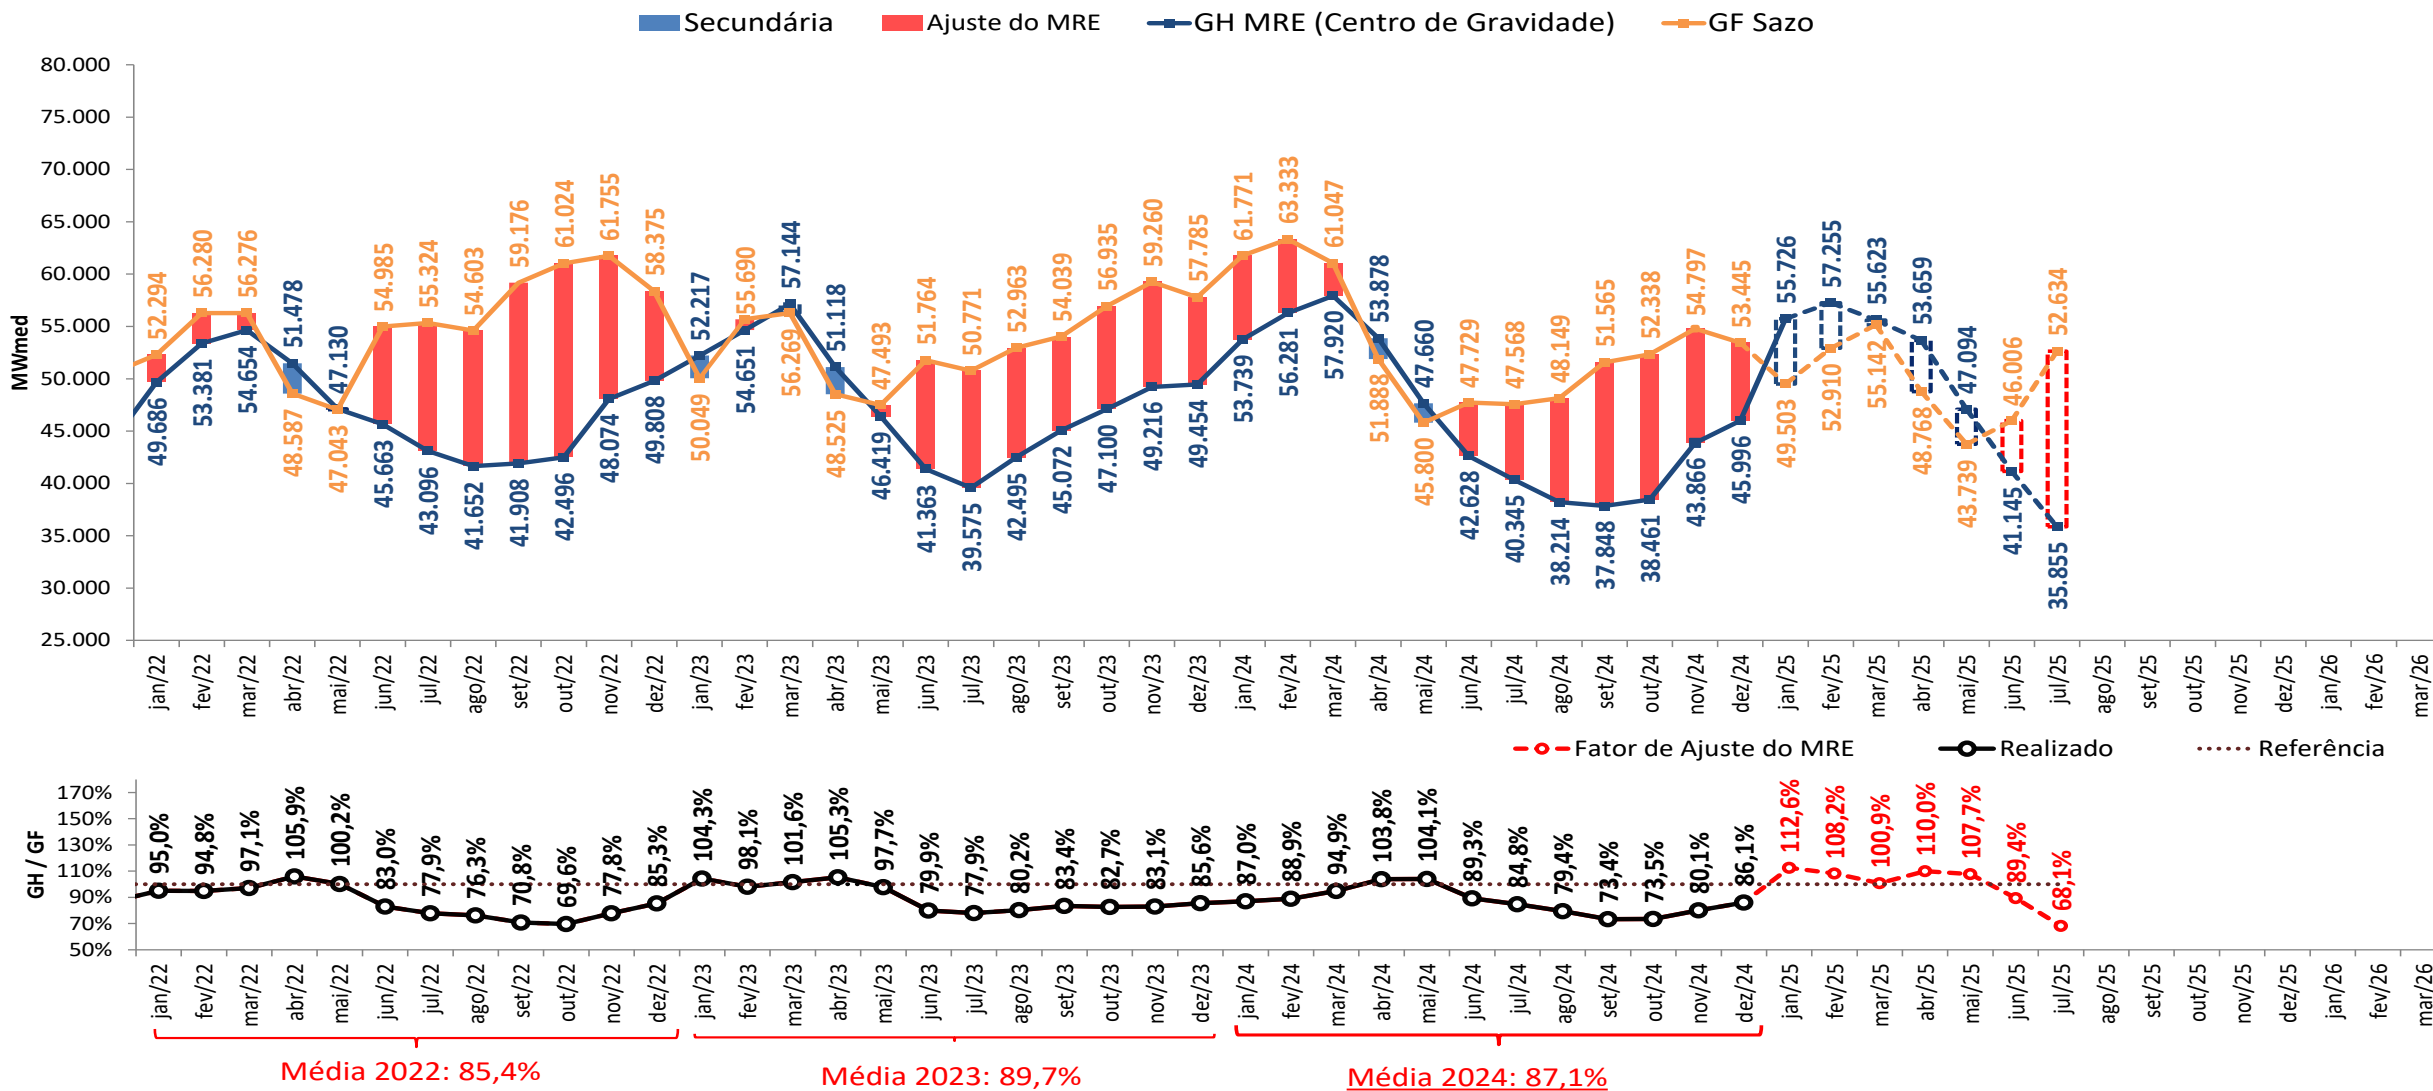 Secundária Ajuste do MRE GH MRE (Centro de Gravidade) GF Sazo
MWmed
80.000
75.000
70.000
65.000
60.000
55.000
50.000
45.000
40.000
35.000
30.000
25.000
52.294 56.280 56.276 48.587 47.043 54.985 55.324 54.603 59.176 61.024 61.755 58.375 50.049 55.690 56.269 48.525 47.493 51.764 50.771 52.963 54.039 56.935 59.260 57.785 61.771 63.333 61.047 51.888 45.800 47.729 47.568 48.149 51.565 52.338 54.797 53.445 49.503 52.910 55.142 48.768 43.739 46.006 52.634
49.686 53.381 54.654 51.478 47.130 45.663 43.096 41.652 41.908 42.496 48.074 49.808 52.217 54.651 57.144 51.118 46.419 41.363 39.575 42.495 45.072 47.100 49.216 49.454 53.739 56.281 57.920 53.878 47.660 42.628 40.345 38.214 37.848 38.461 43.866 45.996 55.726 57.255 55.623 53.659 47.094 41.145 35.855
jan/22 fev/22 mar/22 abr/22 mai/22 jun/22 jul/22 ago/22 set/22 out/22 nov/22 dez/22 jan/23 fev/23 mar/23 abr/23 mai/23 jun/23 jul/23 ago/23 set/23 out/23 nov/23 dez/23 jan/24 fev/24 mar/24 abr/24 mai/24 jun/24 jul/24 ago/24 set/24 out/24 nov/24 dez/24 jan/25 fev/25 mar/25 abr/25 mai/25 jun/25 jul/25 ago/25 set/25 out/25 nov/25 dez/25 jan/26 fev/26 mar/26
Fator de Ajuste do MRE Realizado Referência
GH / GF
170%
150%
130%
110%
90%
70%
50%
95,0% 94,8% 97,1% 105,9% 100,2% 83,0% 77,9% 76,3% 70,8% 69,6% 77,8% 85,3% 104,3% 98,1% 101,6% 105,3% 97,7% 79,9% 77,9% 80,2% 83,4% 82,7% 83,1% 85,6% 87,0% 88,9% 94,9% 103,8% 104,1% 89,3% 84,8% 79,4% 73,4% 73,5% 80,1% 86,1% 112,6% 108,2% 100,9% 110,0% 107,7% 89,4% 68,1%
jan/22 fev/22 mar/22 abr/22 mai/22 jun/22 jul/22 ago/22 set/22 out/22 nov/22 dez/22 jan/23 fev/23 mar/23 abr/23 mai/23 jun/23 jul/23 ago/23 set/23 out/23 nov/23 dez/23 jan/24 fev/24 mar/24 abr/24 mai/24 jun/24 jul/24 ago/24 set/24 out/24 nov/24 dez/24 jan/25 fev/25 mar/25 abr/25 mai/25 jun/25 jul/25 ago/25 set/25 out/25 nov/25 dez/25 jan/26 fev/26 mar/26
Média 2022: 85,4% Média 2023: 89,7% Média 2024: 87,1%